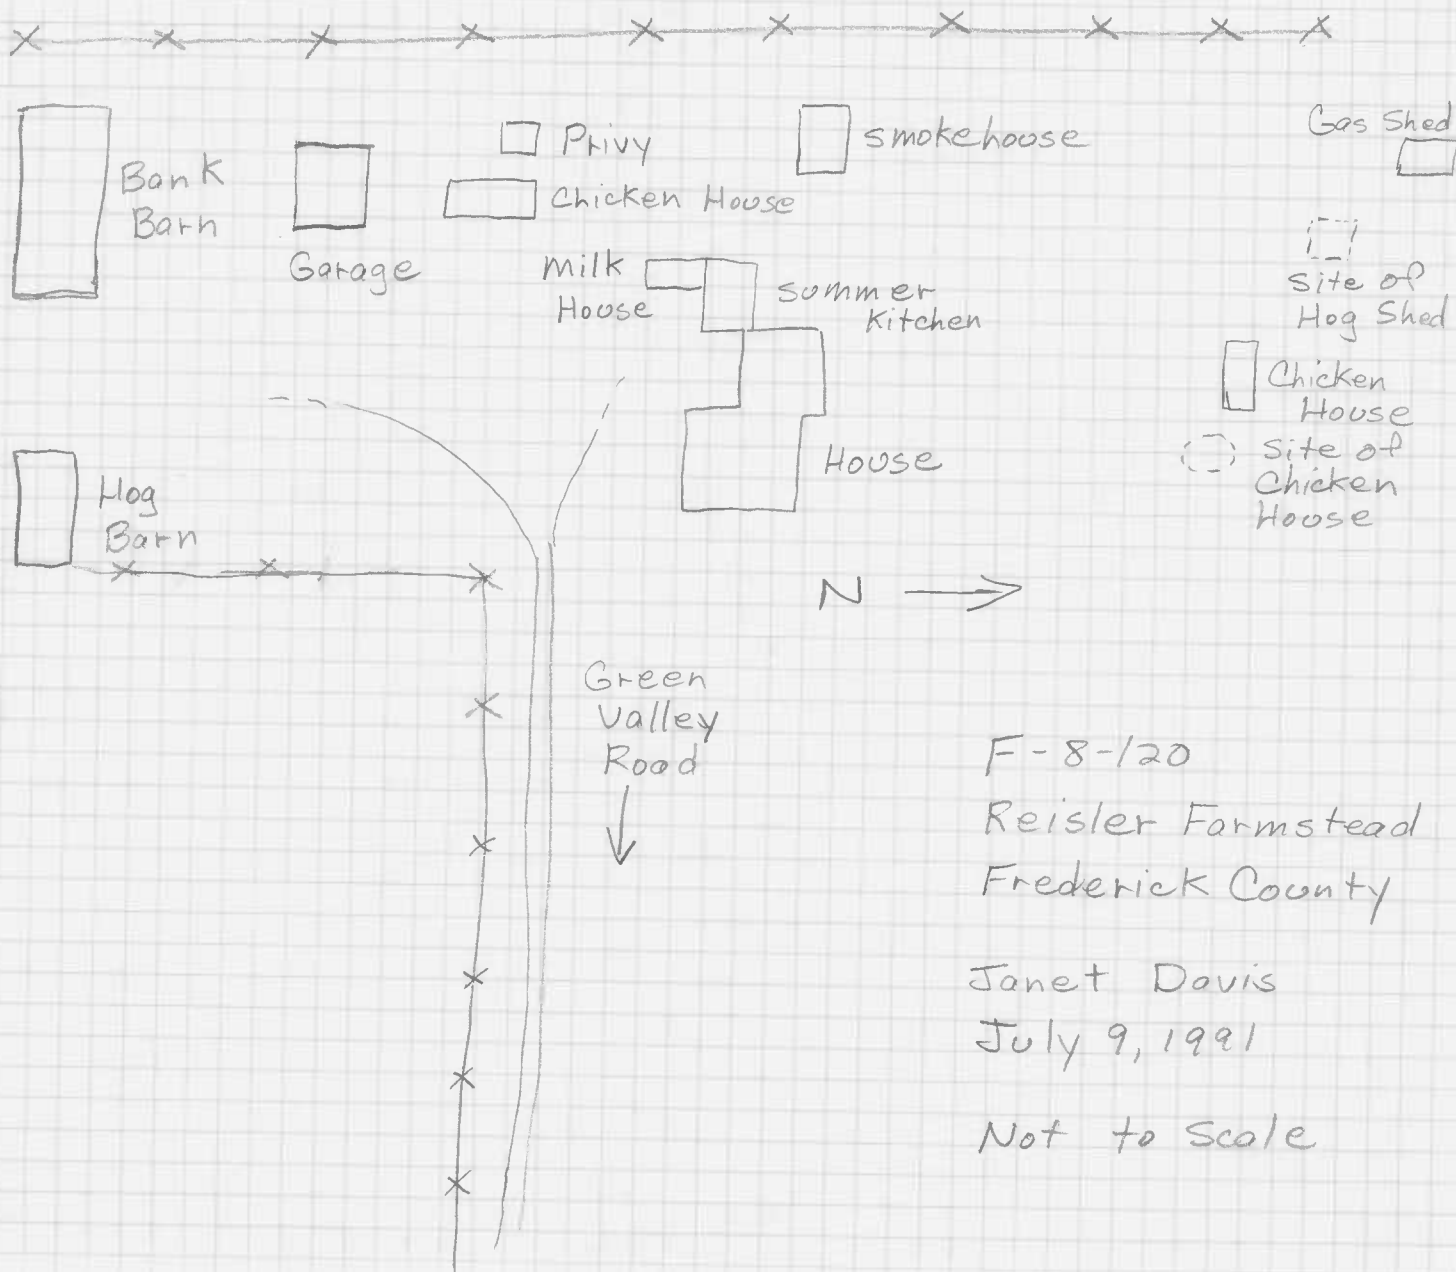 Bank
Barn
Garage
Privy
Chicken House
smokehouse
Gas Shed
Milk
House
Summer
Kitchen
Site of
Hog Shed
Chicken
House
Site of
Chicken
House
House
Hog
Barn
N
Green
Valley
Road
F-8-120
Reisler Farmstead
Frederick County
Janet Davis
July 9, 1991
Not to Scale